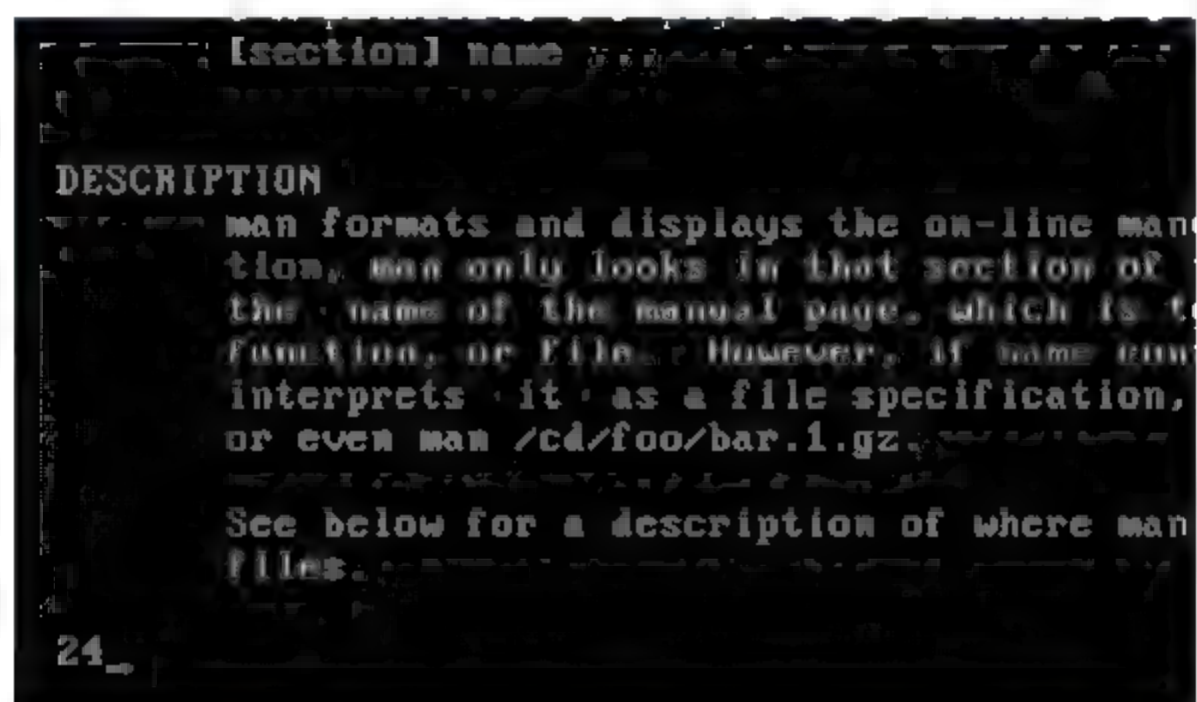 [section] name
DESCRIPTION
man formats and displays the on-line man
tion, man only looks in that section of
the name of the manual page, which is
function, or file. However, if name
interprets it as a file specification,
or even man /cd/foo/bar.1.gz.
See below for a description of where man
files.
24_